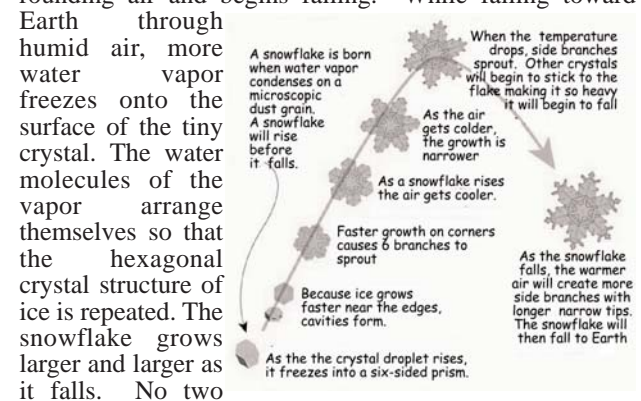 rounding air and begins falling. While falling toward
Earth through
humid air, more
water vapor
freezes onto the
surface of the tiny
crystal. The water
molecules of the
vapor arrange
themselves so that
the hexagonal
crystal structure of
ice is repeated. The
snowflake grows
larger and larger as
it falls. No two
A snowflake is born
when water vapor
condenses on a
microscopic
dust grain.
A snowflake
will rise
before
it falls.
When the temperature
drops, side branches
sprout. Other crystals
will begin to stick to the
flake making it so heavy
it will begin to fall
As the air
gets colder,
the growth is
narrower
As a snowflake rises
the air gets cooler.
Faster growth on corners
causes 6 branches to
sprout
Because ice grows
faster near the edges,
cavities form.
As the the crystal droplet rises,
it freezes into a six-sided prism.
As the snowflake
falls, the warmer
air will create more
side branches with
longer narrow tips.
The snowflake will
then fall to Earth